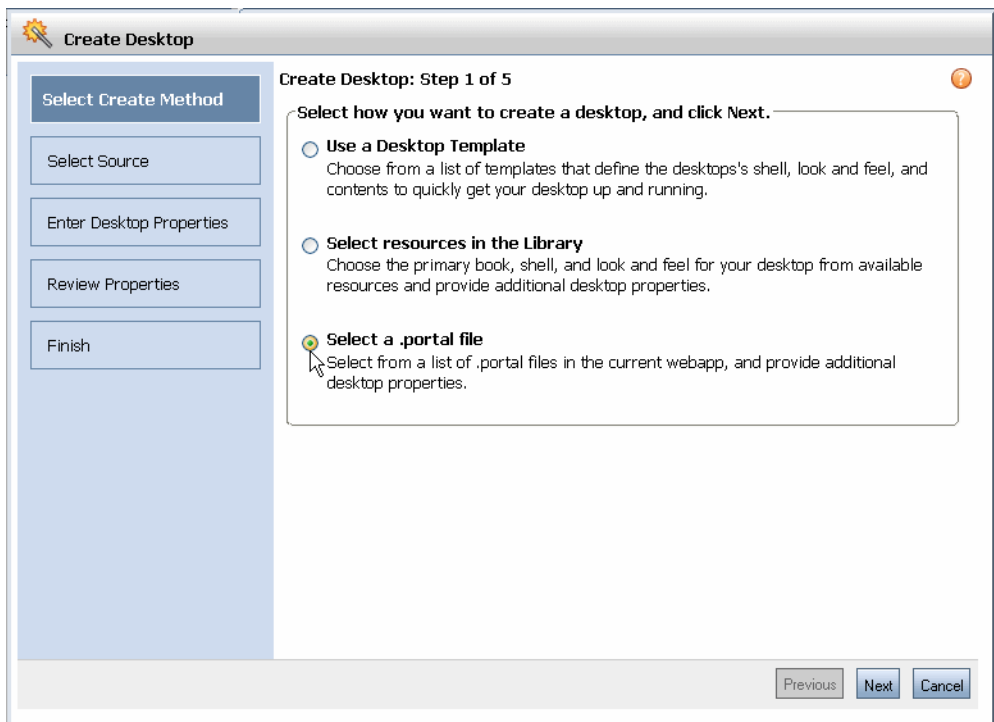 Create Desktop
Select Create Method
Select Source
Enter Desktop Properties
Review Properties
Finish
Create Desktop: Step 1 of 5
?
Select how you want to create a desktop, and click Next.
Use a Desktop Template
Choose from a list of templates that define the desktops's shell, look and feel, and
contents to quickly get your desktop up and running.
Select resources in the Library
Choose the primary book, shell, and look and feel for your desktop from available
resources and provide additional desktop properties.
Select a .portal file
Select from a list of .portal files in the current webapp, and provide additional
desktop properties.
Previous
Next
Cancel